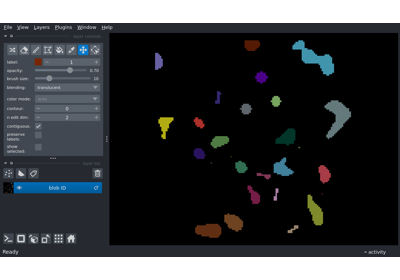 File View Layers Plugins Window Help
label: 1
opacity: 0.70
brush size: 10
blending: translucent
color mode:
contour: 0
n edit dim: 2
contiguous:
preserve labels:
show selected:
blob ID
Ready
activity